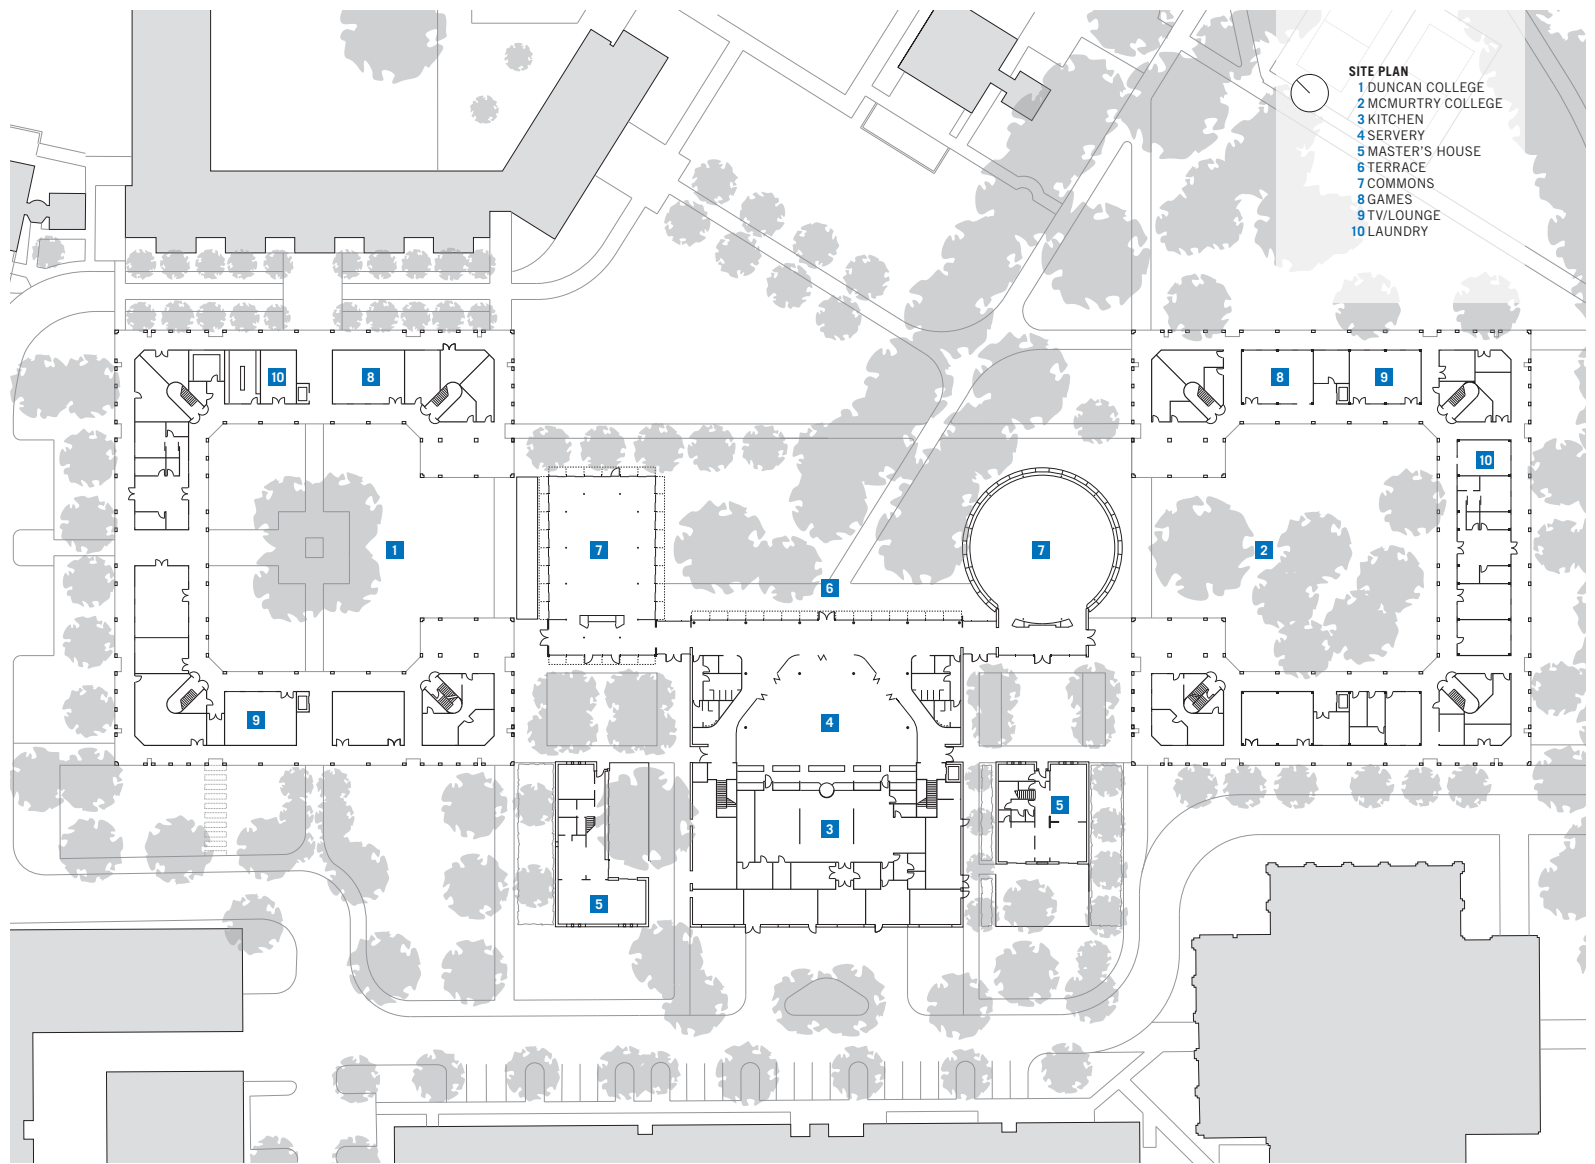 SITE PLAN
1 DUNCAN COLLEGE
2 MCMURTRY COLLEGE
3 KITCHEN
4 SERVERY
5 MASTER'S HOUSE
6 TERRACE
7 COMMONS
8 GAMES
9 TV/LOUNGE
10 LAUNDRY
10 8 8 9
10
1 7 7 2
6
9 4
5
3
5